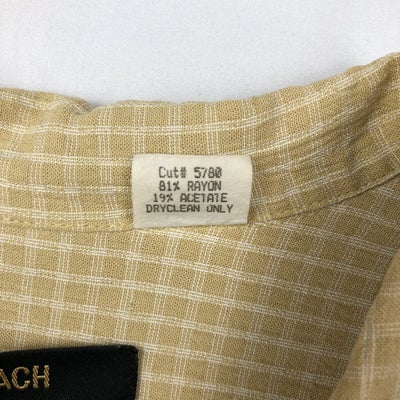 Cut# 5780
81% RAYON
19% ACETATE
DRYCLEAN ONLY
ACH